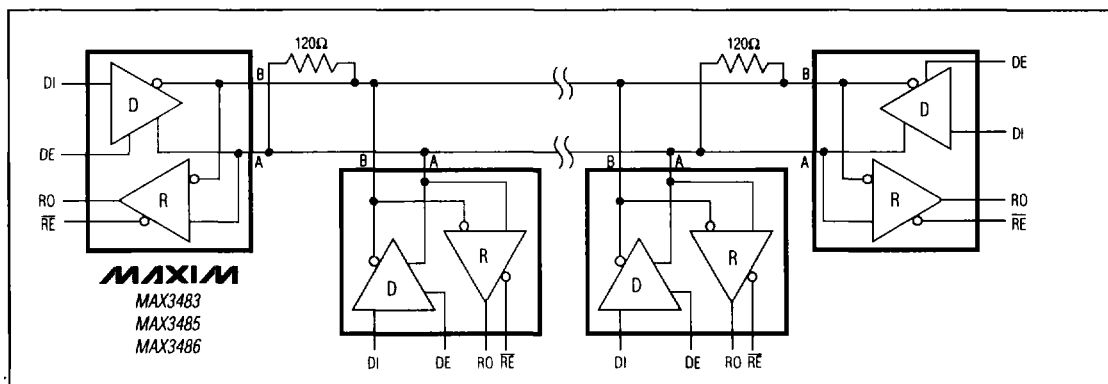 120Ω 120Ω
B B
DI D D DE
DE A A DI
B A B A
RO R R RO
RE RE
R R
D D
MAXIM
MAX3483
MAX3485
MAX3486
DI DE RO RE DI DE RO RE